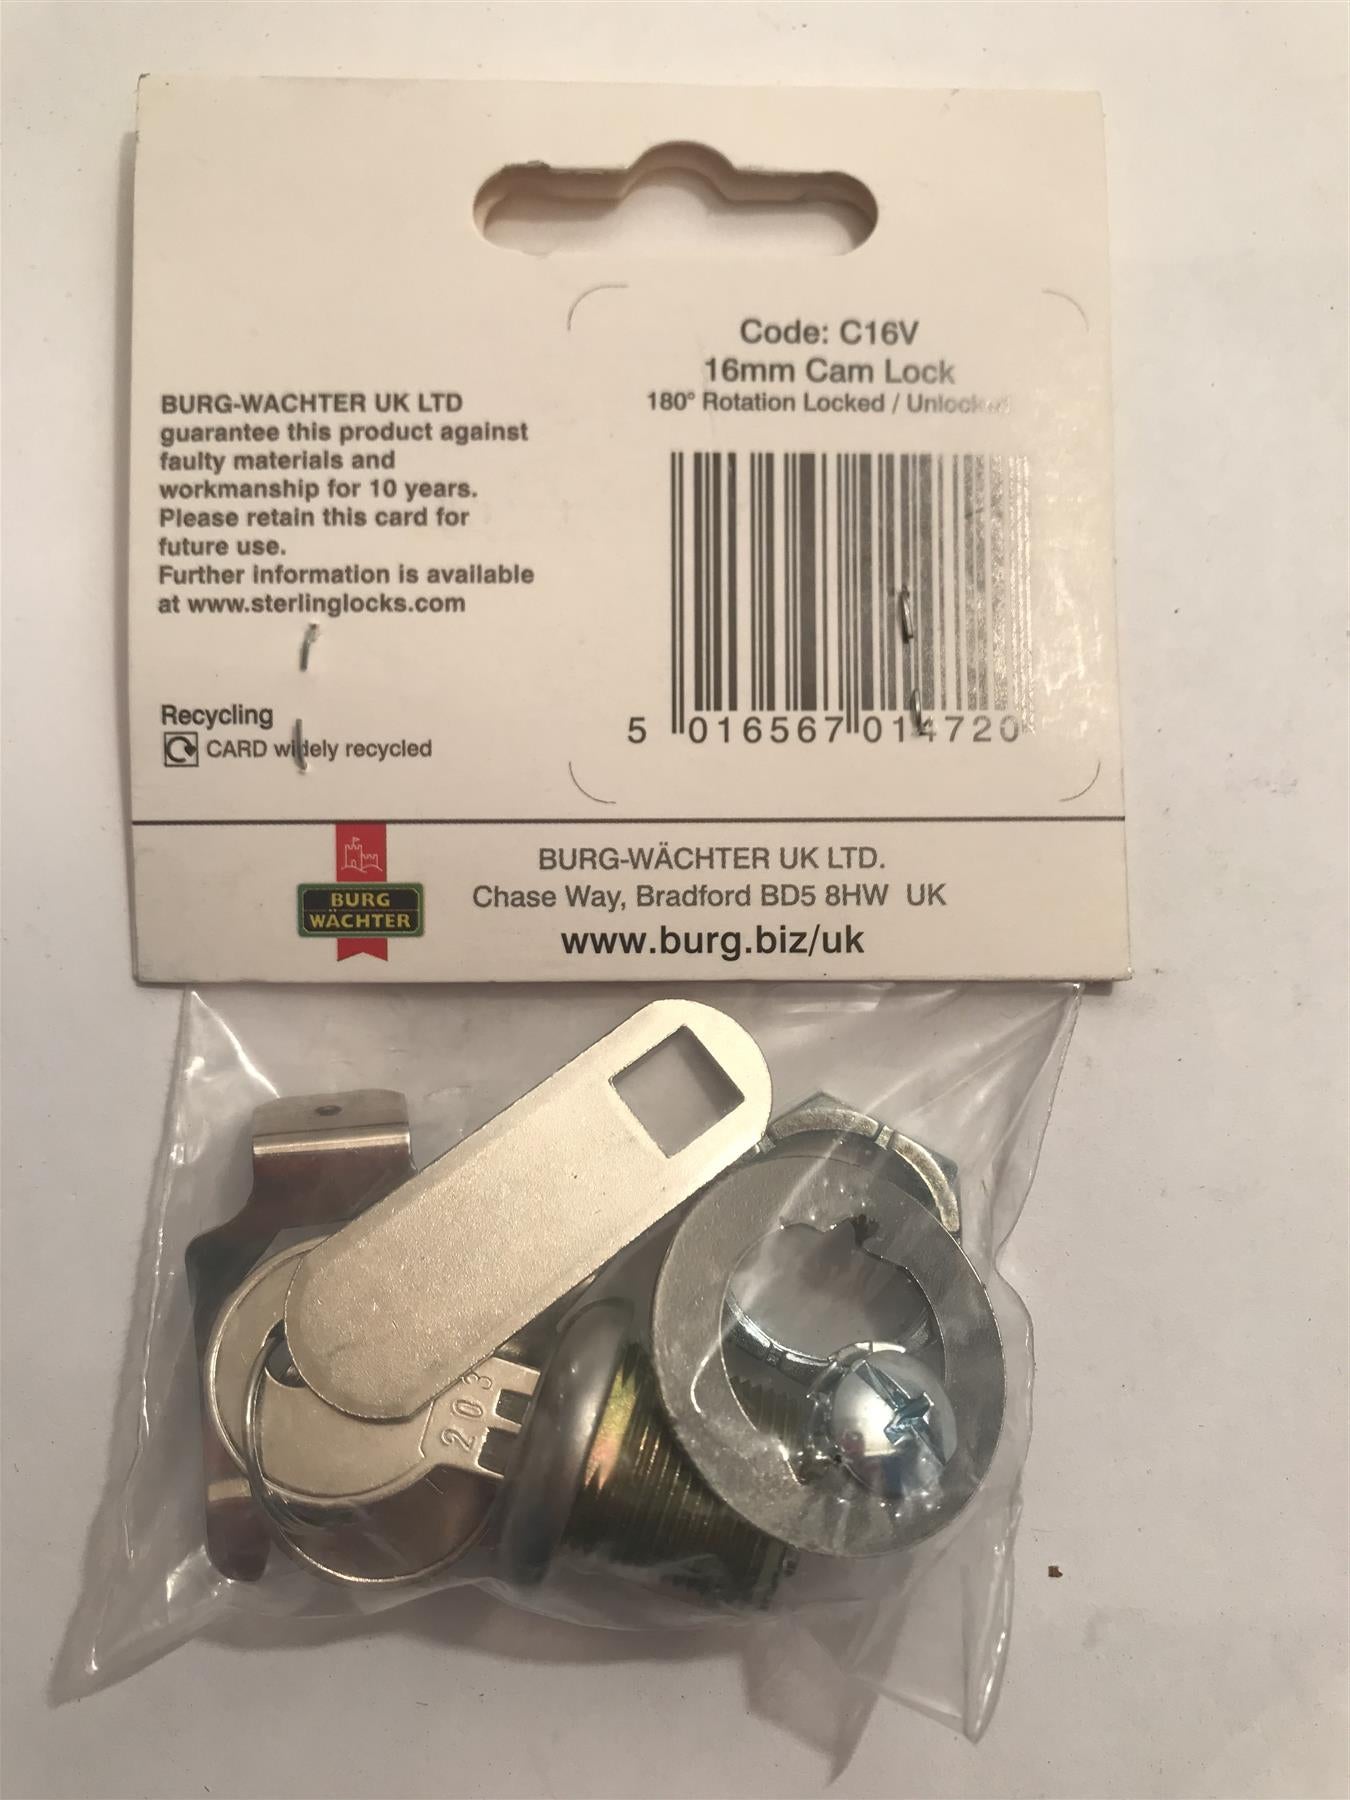 Code: C16V
16mm Cam Lock
180° Rotation Locked / Unlocked
BURG-WACHTER UK LTD
guarantee this product against
faulty materials and
workmanship for 10 years.
Please retain this card for
future use.
Further information is available
at www.sterlinglocks.com
5 016567 014720
Recycling
CARD widely recycled
BURG
WÄCHTER
BURG-WÄCHTER UK LTD.
Chase Way, Bradford BD5 8HW UK
www.burg.biz/uk
203